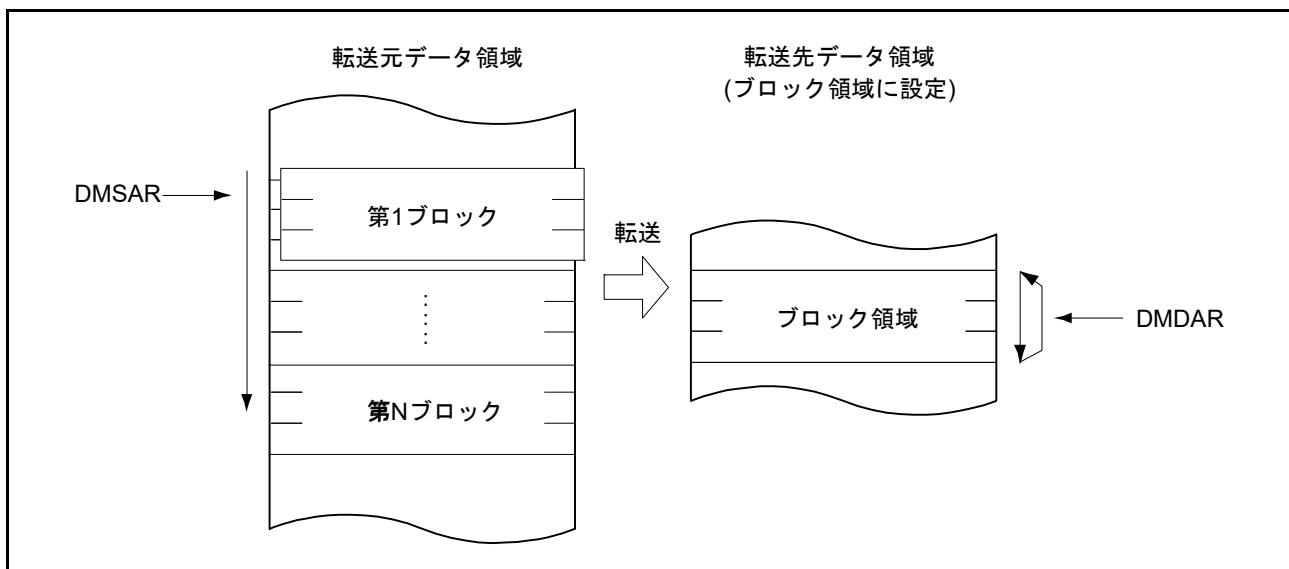 転送元データ領域
転送先データ領域
(ブロック領域に設定)
DMSAR
第1ブロック
転送
ブロック領域
DMDAR
第Nブロック